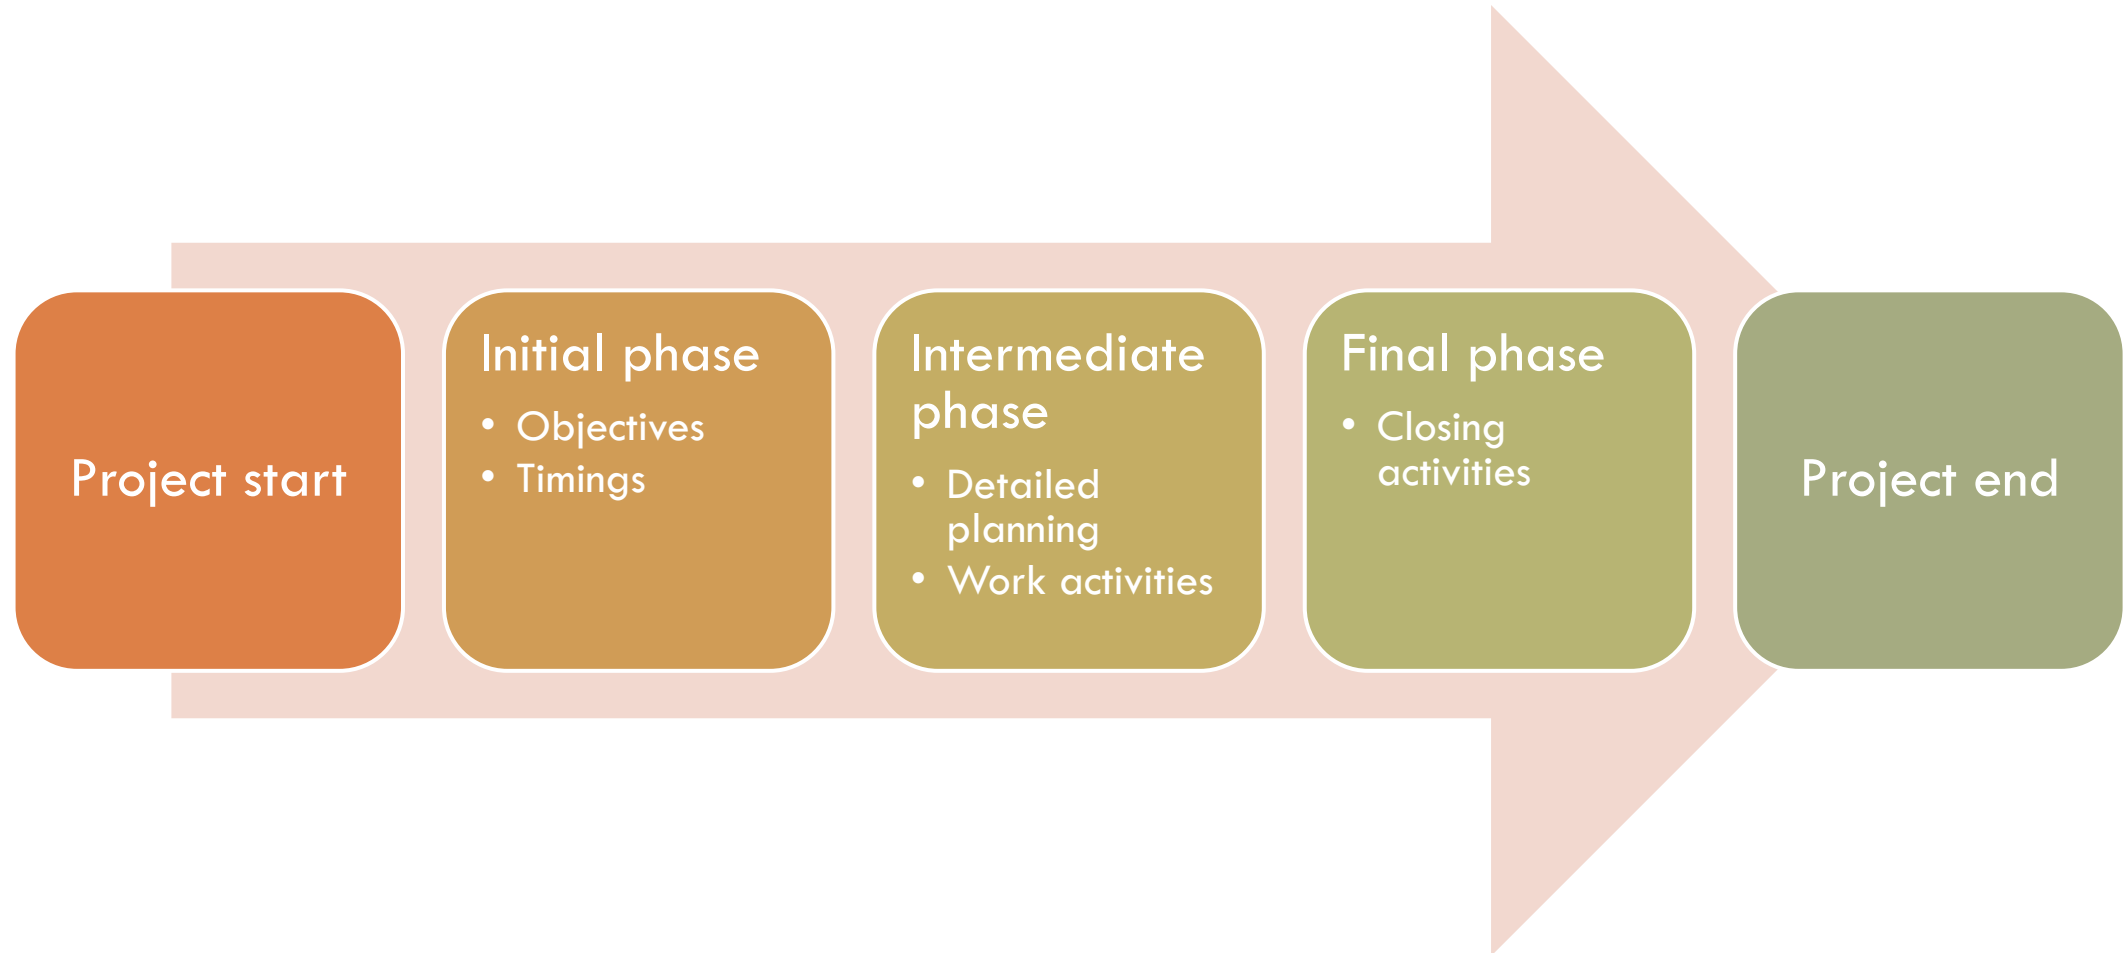 Project start
Initial phase
• Objectives
• Timings
Intermediate
phase
• Detailed
planning
• Work activities
Final phase
• Closing
activities
Project end